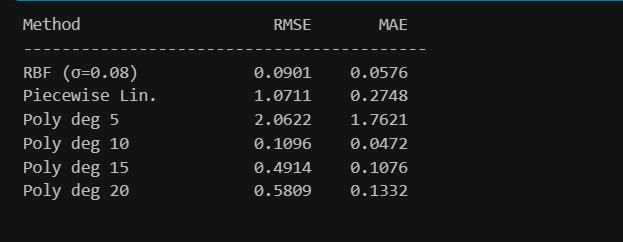 Method RMSE MAE
------------------------------------------
RBF (σ=0.08) 0.0901 0.0576
Piecewise Lin. 1.0711 0.2748
Poly deg 5 2.0622 1.7621
Poly deg 10 0.1096 0.0472
Poly deg 15 0.4914 0.1076
Poly deg 20 0.5809 0.1332